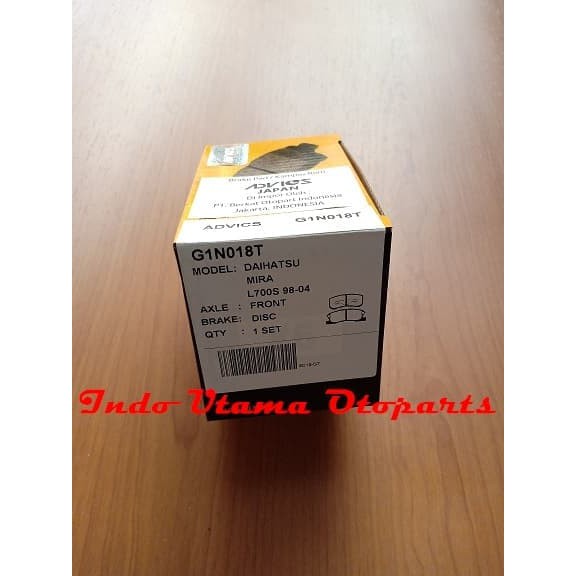 Brake Pad / Kampas Rem
ADVICS
JAPAN
Di Impor Oleh :
PT. Berkat Otopart Indonesia
Jakarta, INDONESIA
ADVICS G1N018T
G1N018T
MODEL: DAIHATSU
MIRA
L700S 98-04
AXLE : FRONT
BRAKE: DISC
QTY : 1 SET
Indo Utama Otoparts